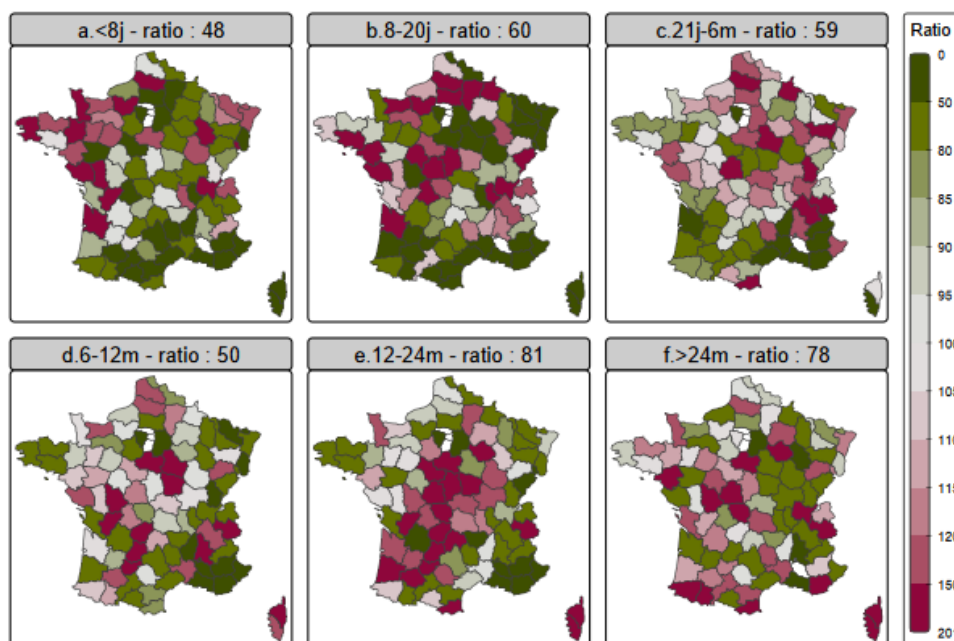 a.<8j - ratio : 48
b.8-20j - ratio : 60
c.21j-6m - ratio : 59
Ratio
0
50
80
85
90
95
100
105
110
115
120
150
201
d.6-12m - ratio : 50
e.12-24m - ratio : 81
f.>24m - ratio : 78